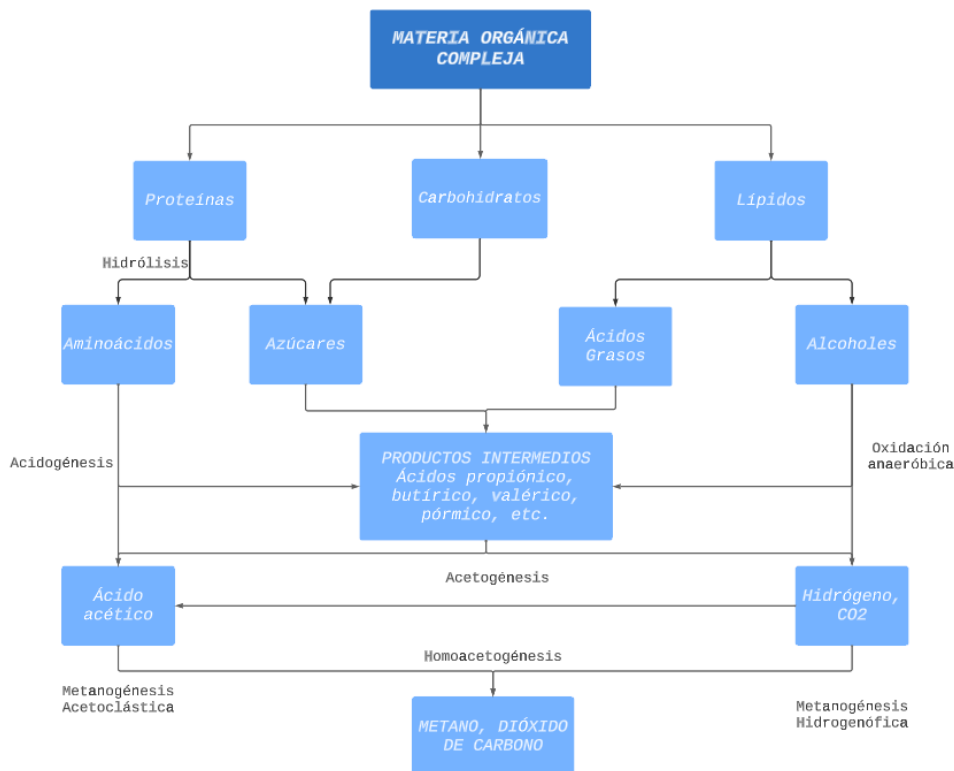 MATERIA ORGÁNICA
COMPLEJA
Proteínas
Carbohidratos
Lípidos
Hidrólisis
Aminoácidos
Azúcares
Ácidos
Grasos
Alcoholes
Acidogénesis
PRODUCTOS INTERMEDIOS
Ácidos propiónico,
butírico, valérico,
pórmico, etc.
Oxidación
anaeróbica
Acetogénesis
Ácido
acético
Hidrógeno,
CO2
Homoacetogénesis
Metanogénesis
Acetoclástica
METANO, DIÓXIDO
DE CARBONO
Metanogénesis
Hidrogenófica